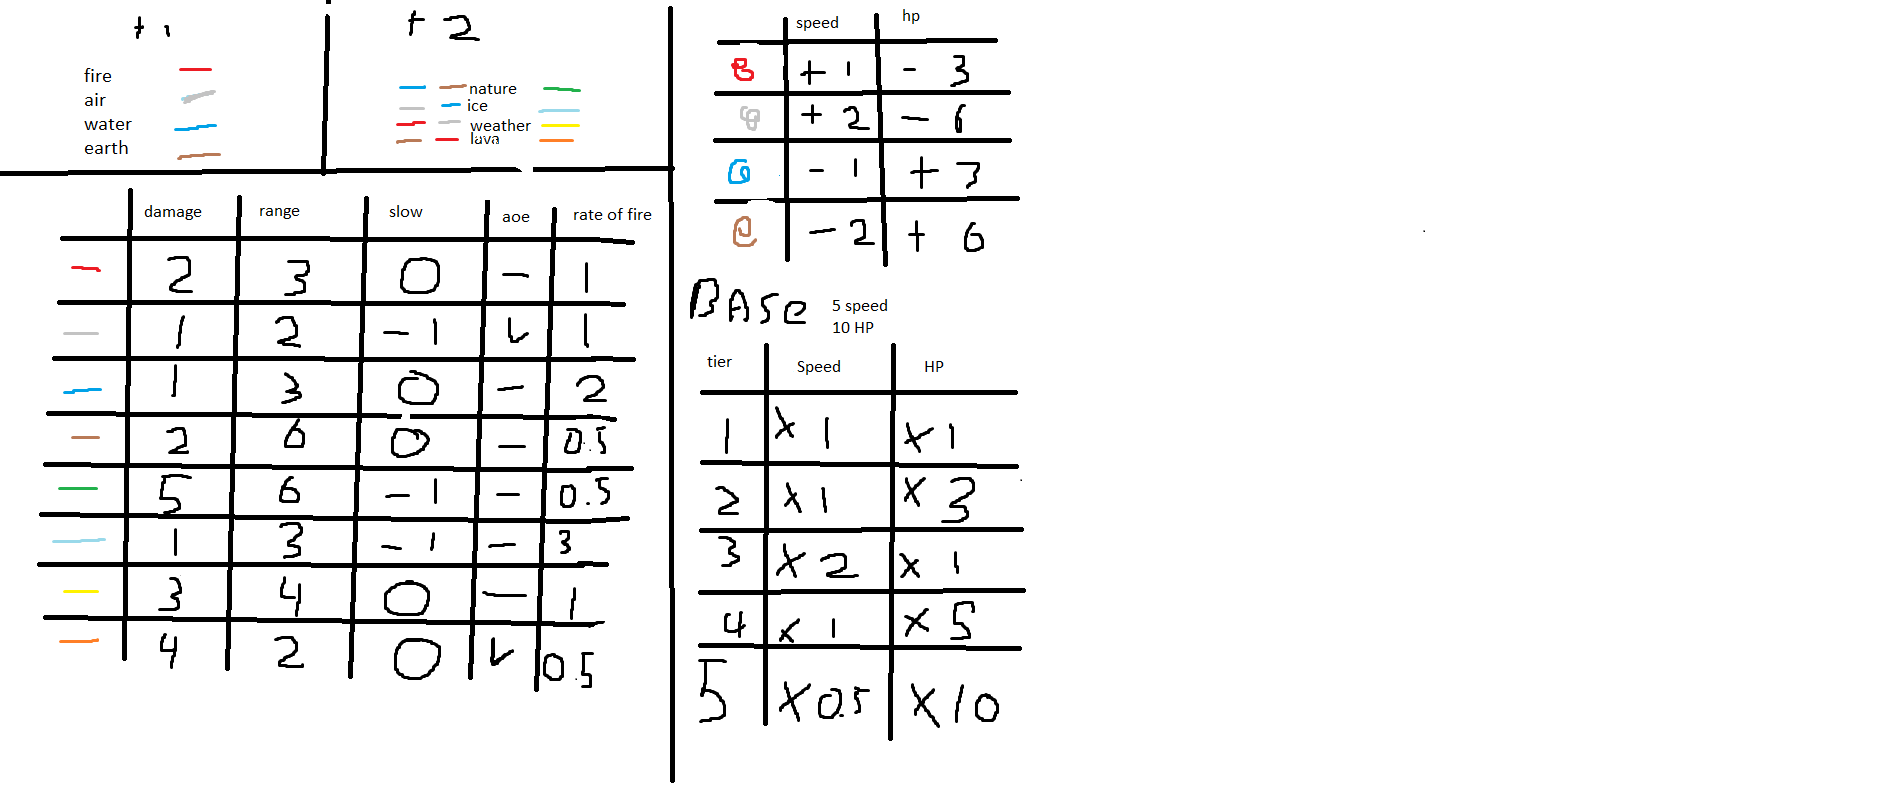 +1
fire
air
water
earth
+2
nature
ice
weather
lava
damage range slow aoe rate of fire
2 3 0 - 1
1 2 -1 ✓ 1
1 3 0 - 2
2 6 0 - 0.5
5 6 -1 - 0.5
1 3 -1 - 3
3 4 0 - 1
4 2 0 ✓ 0.5
speed hp
+1 -3
+2 -6
-1 +3
e -2 +6
BASe
5 speed
10 HP
tier Speed HP
1 x1 x1
2 x1 x3
3 x2 x1
4 x1 x5
5 x0.5 x10